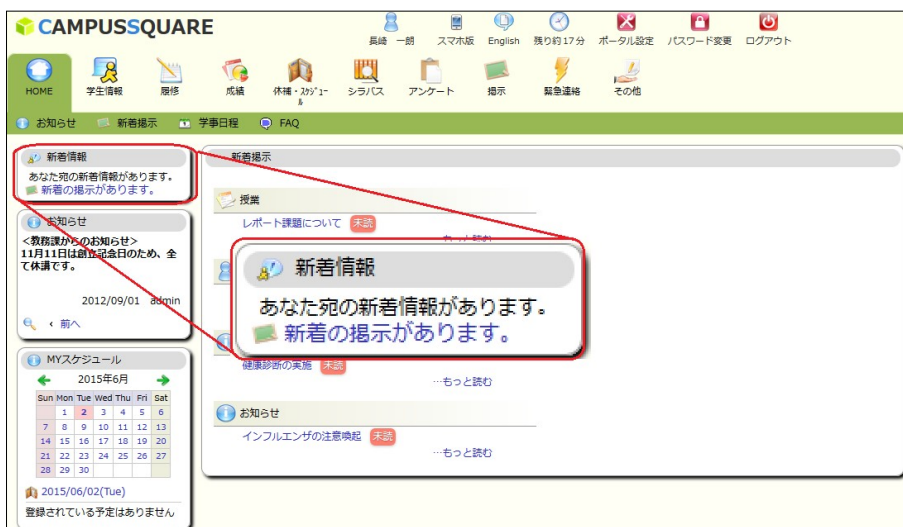 CAMPUSSQUARE
長崎 一朗 スマホ版 English 残り約17分 ポータル設定 パスワード変更 ログアウト
HOME 学生情報 履修 成績 休補・ｽｹｼﾞｭｰﾙ シラバス アンケート 掲示 緊急連絡 その他
お知らせ 新着掲示 学事日程 FAQ
新着情報
あなた宛の新着情報があります。
新着の掲示があります。
お知らせ
<教務課からのお知らせ>
11月11日は創立記念日のため、全
て休講です。
2012/09/01 admin
‹ 前へ
MYスケジュール
2015年6月
Sun Mon Tue Wed Thu Fri Sat
1 2 3 4 5 6
7 8 9 10 11 12 13
14 15 16 17 18 19 20
21 22 23 24 25 26 27
28 29 30
2015/06/02(Tue)
登録されている予定はありません
新着掲示
授業
レポート課題について 未読
新着情報
あなた宛の新着情報があります。
新着の掲示があります。
健康診断の実施 未読
…もっと読む
お知らせ
インフルエンザの注意喚起 未読
…もっと読む